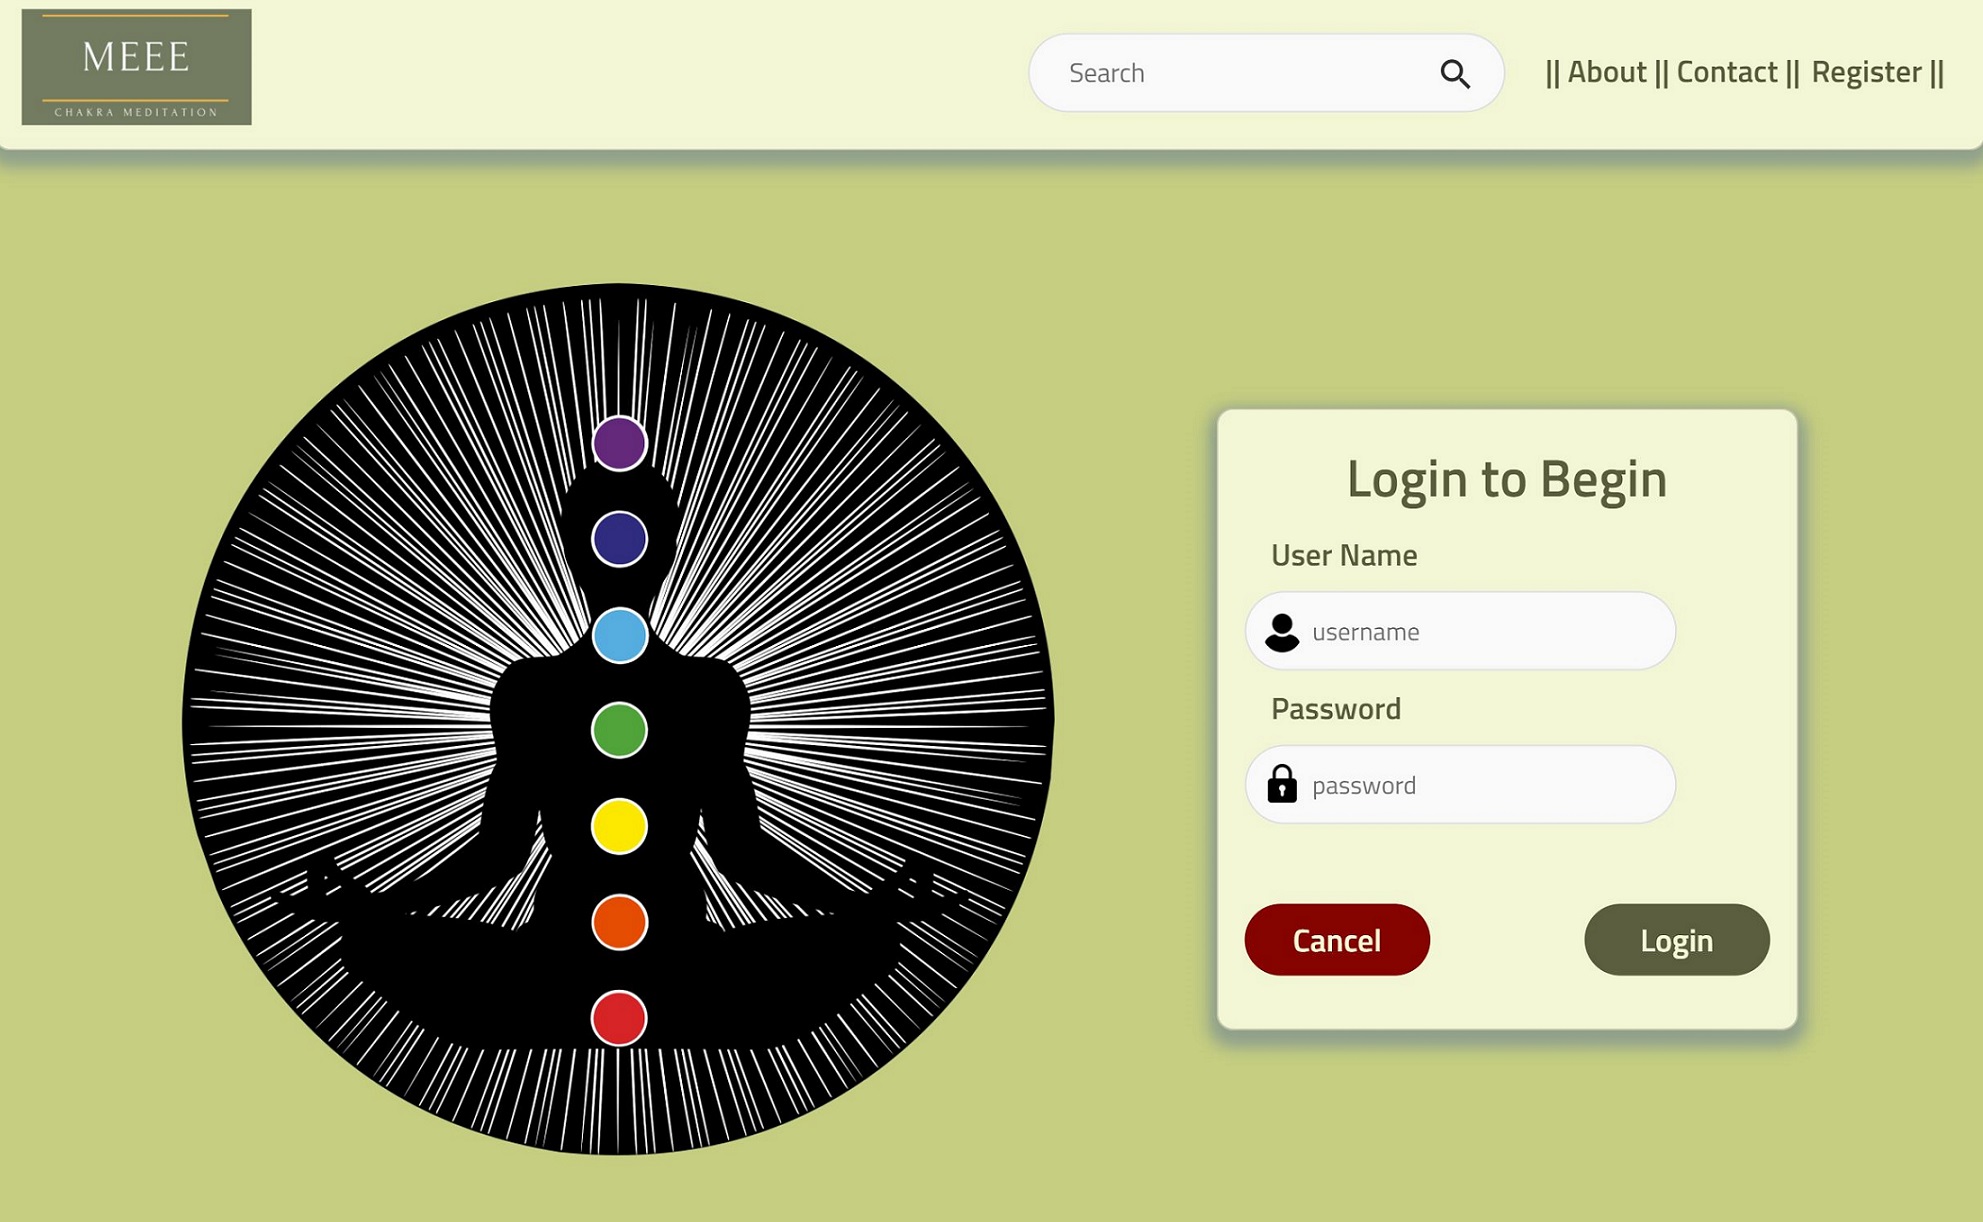 MEEE
CHAKRA MEDITATION
Search
|| About || Contact || Register ||
Login to Begin
User Name
username
Password
password
Cancel
Login